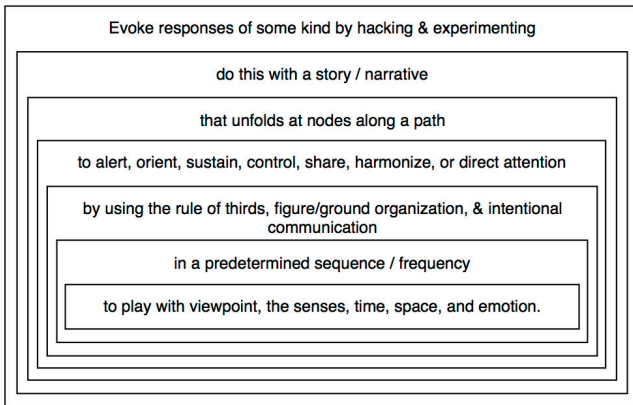 Evoke responses of some kind by hacking & experimenting
do this with a story / narrative
that unfolds at nodes along a path
to alert, orient, sustain, control, share, harmonize, or direct attention
by using the rule of thirds, figure/ground organization, & intentional
communication
in a predetermined sequence / frequency
to play with viewpoint, the senses, time, space, and emotion.